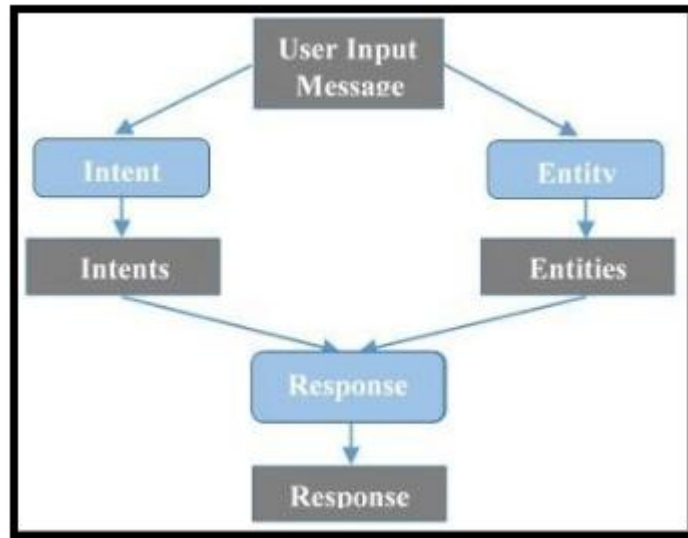 User Input
Message
Intent
Entity
Intents
Entities
Response
Response